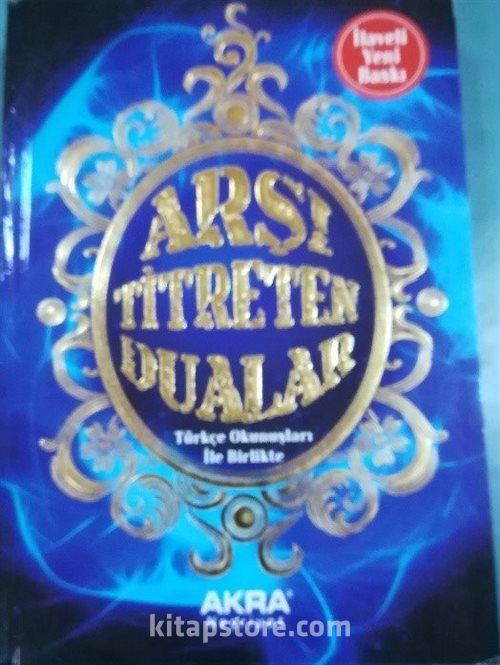 İlaveli
Yeni
Baskı
ARŞI
TİTRETEN
DUALAR
Türkçe Okunuşları
İle Birlikte
AKRA
kitapstore.com